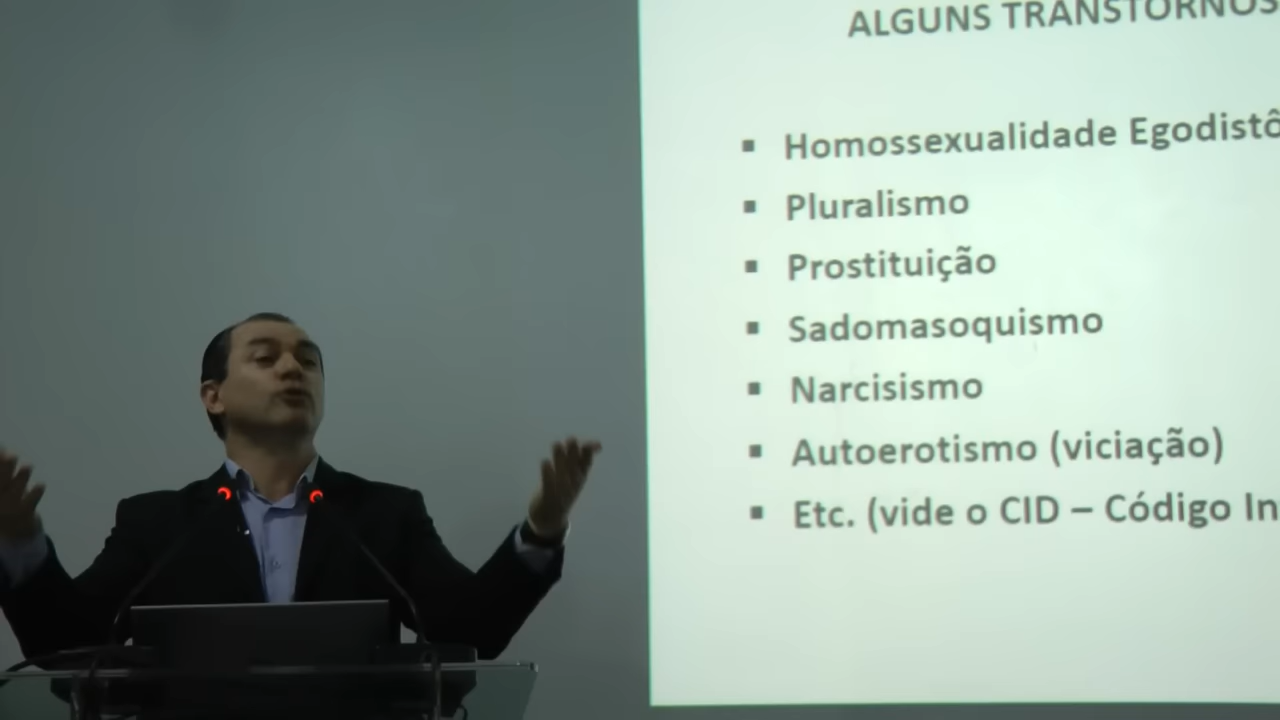 ALGUNS TRANSTORNOS
Homossexualidade Egodistô
Pluralismo
Prostituição
Sadomasoquismo
Narcisismo
Autoerotismo (viciação)
Etc. (vide o CID – Código In